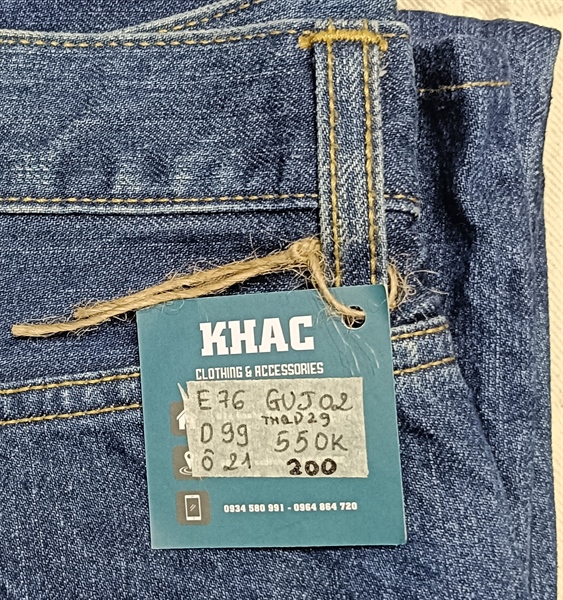 KHAC
CLOTHING & ACCESSORIES
E76 GUJ02
THQD29
D99 550K
Ô 21 200
0934 580 991 - 0964 864 720